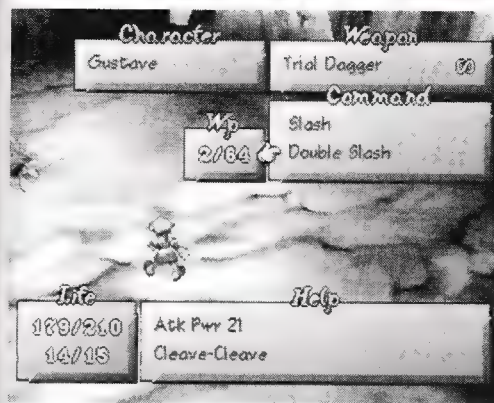 Character
Weapon
Gustave
Trial Dagger
Command
Slash
Wp
2/64
Double Slash
Life
Help
179/210
Atk Pwr 21
14/15
Cleave-Cleave